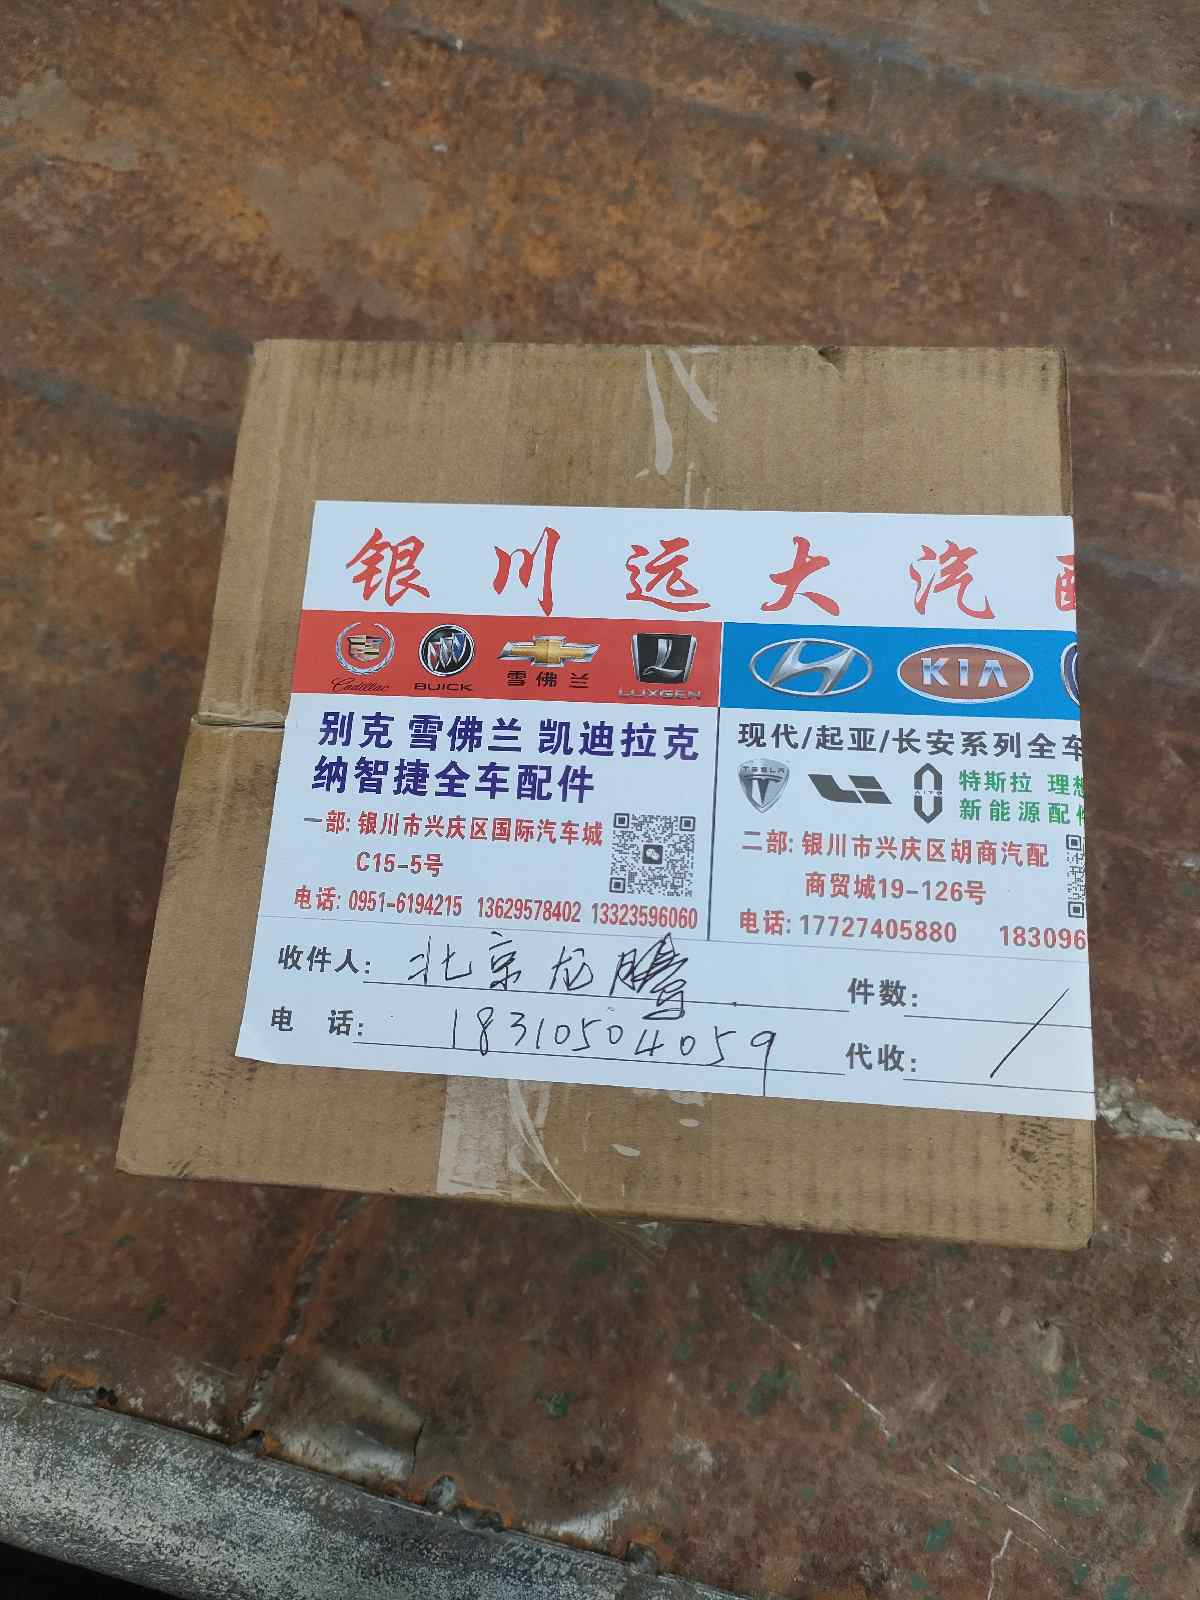 银川远大汽
Cadillac BUICK 雪佛兰 LUXGEN KIA
别克 雪佛兰 凯迪拉克
纳智捷全车配件
一部: 银川市兴庆区国际汽车城
C15-5号
电话: 0951-6194215 13629578402 13323596060
现代/起亚/长安系列全车
TESLA AITO 特斯拉 理想
新能源配件
二部: 银川市兴庆区胡商汽配
商贸城19-126号
电话: 17727405880 183096
收件人: 北京龙腾
件数:
电 话: 18310504059
代收: